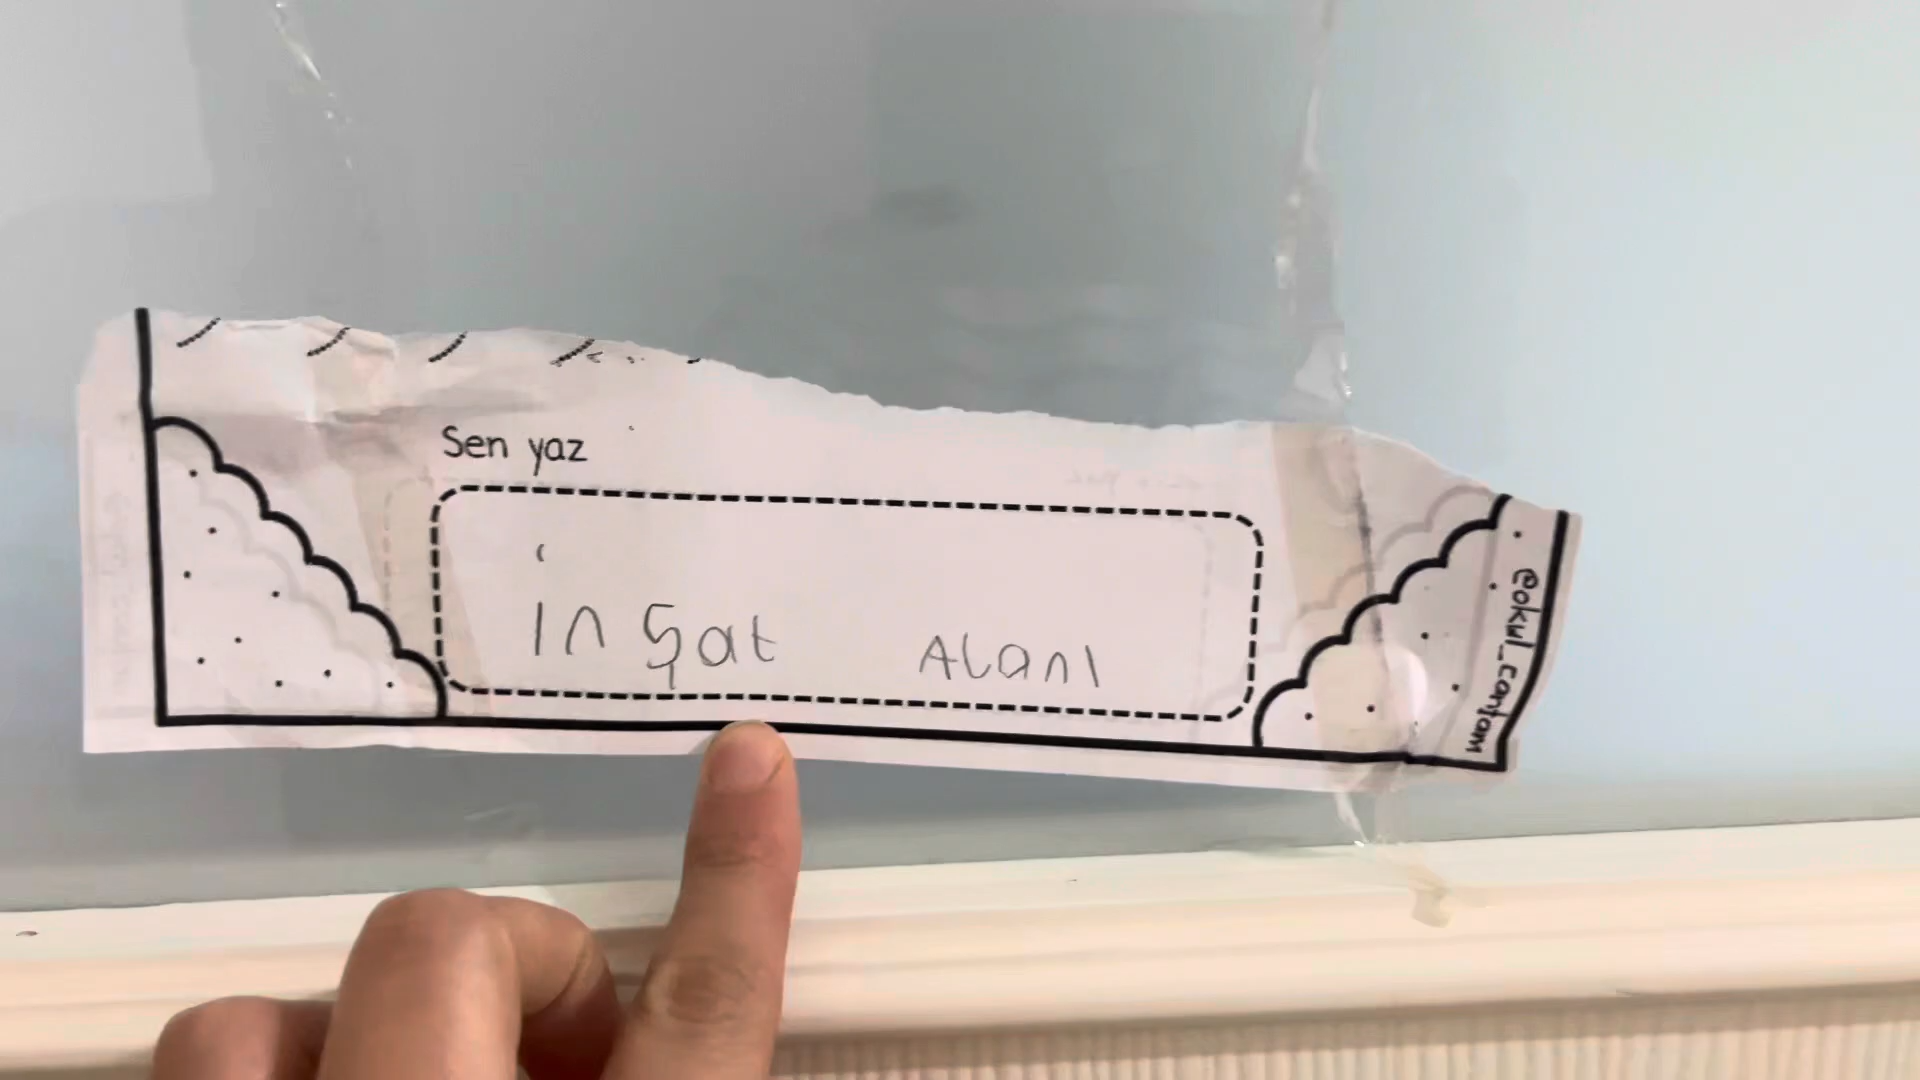 Sen yaz
İnşat Alanı
@okul_cantam